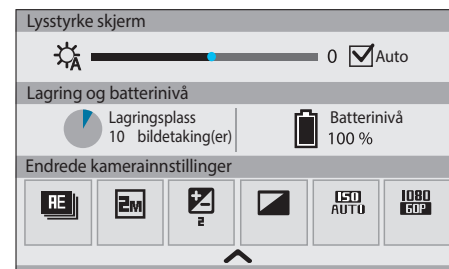 Lysstyrke skjerm
A 0 Auto
Lagring og batterinivå
Lagringsplass
10 bildetaking(er)
Batterinivå
100 %
Endrede kamerainnstillinger
AE 2M 2 ISO AUTO 1080 60P